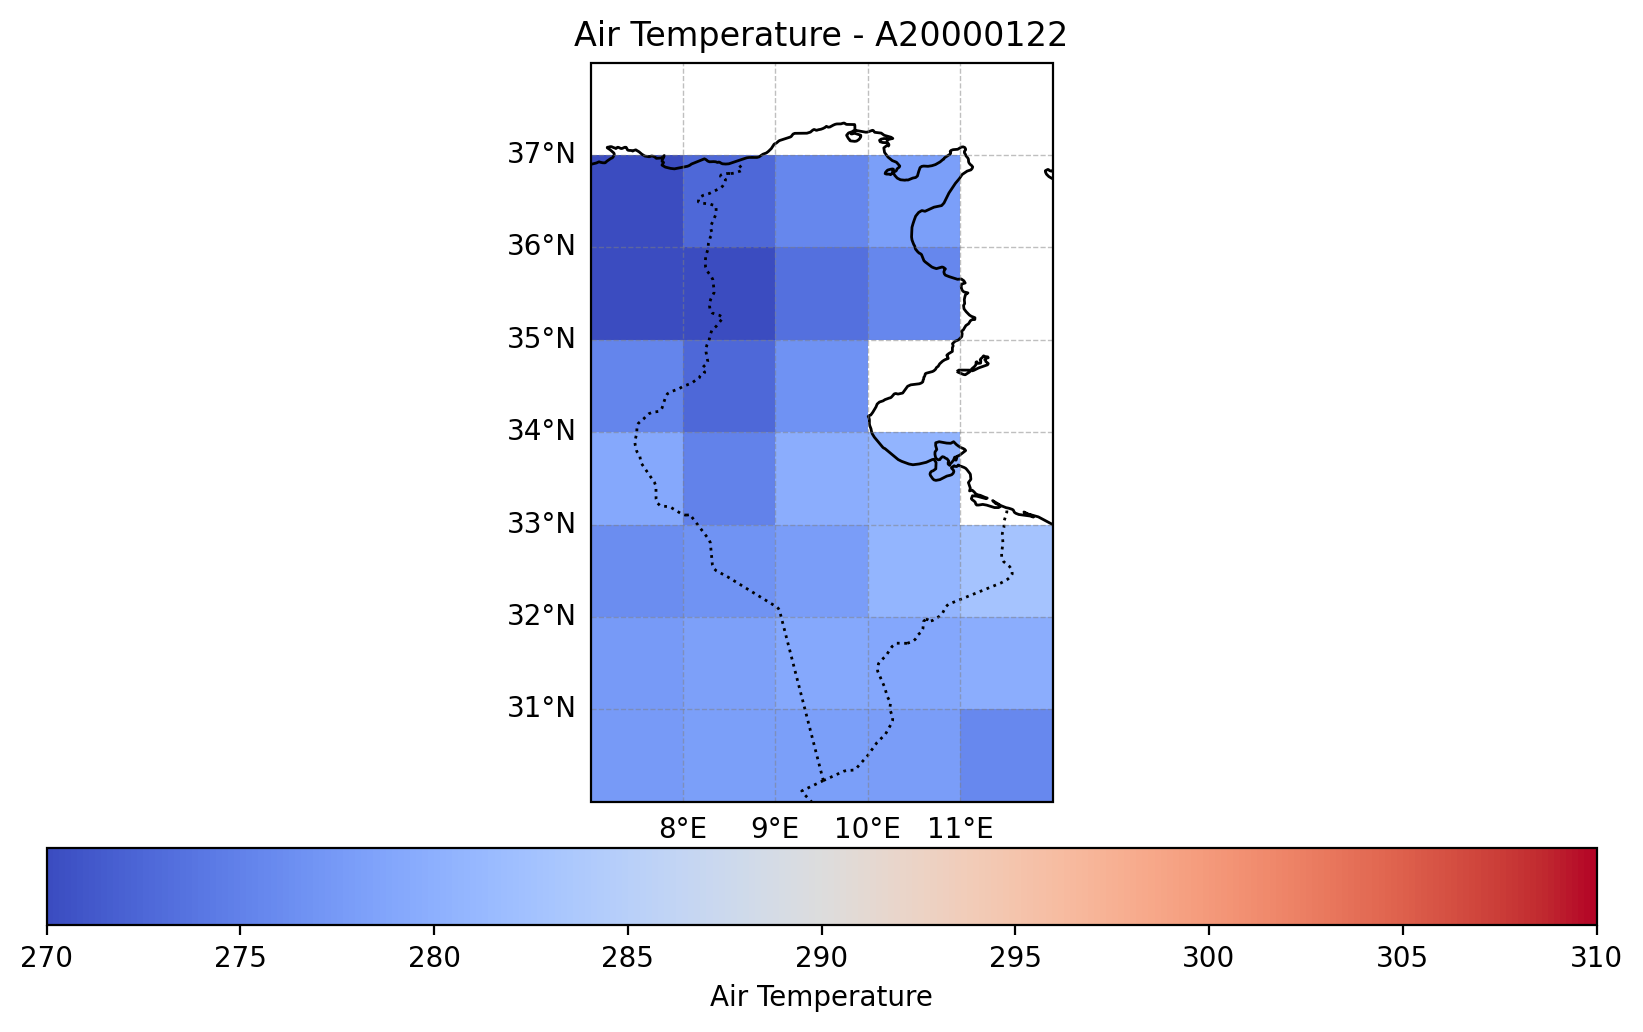 Air Temperature - A20000122
37°N
36°N
35°N
34°N
33°N
32°N
31°N
8°E 9°E 10°E 11°E
270 275 280 285 290 295 300 305 310
Air Temperature